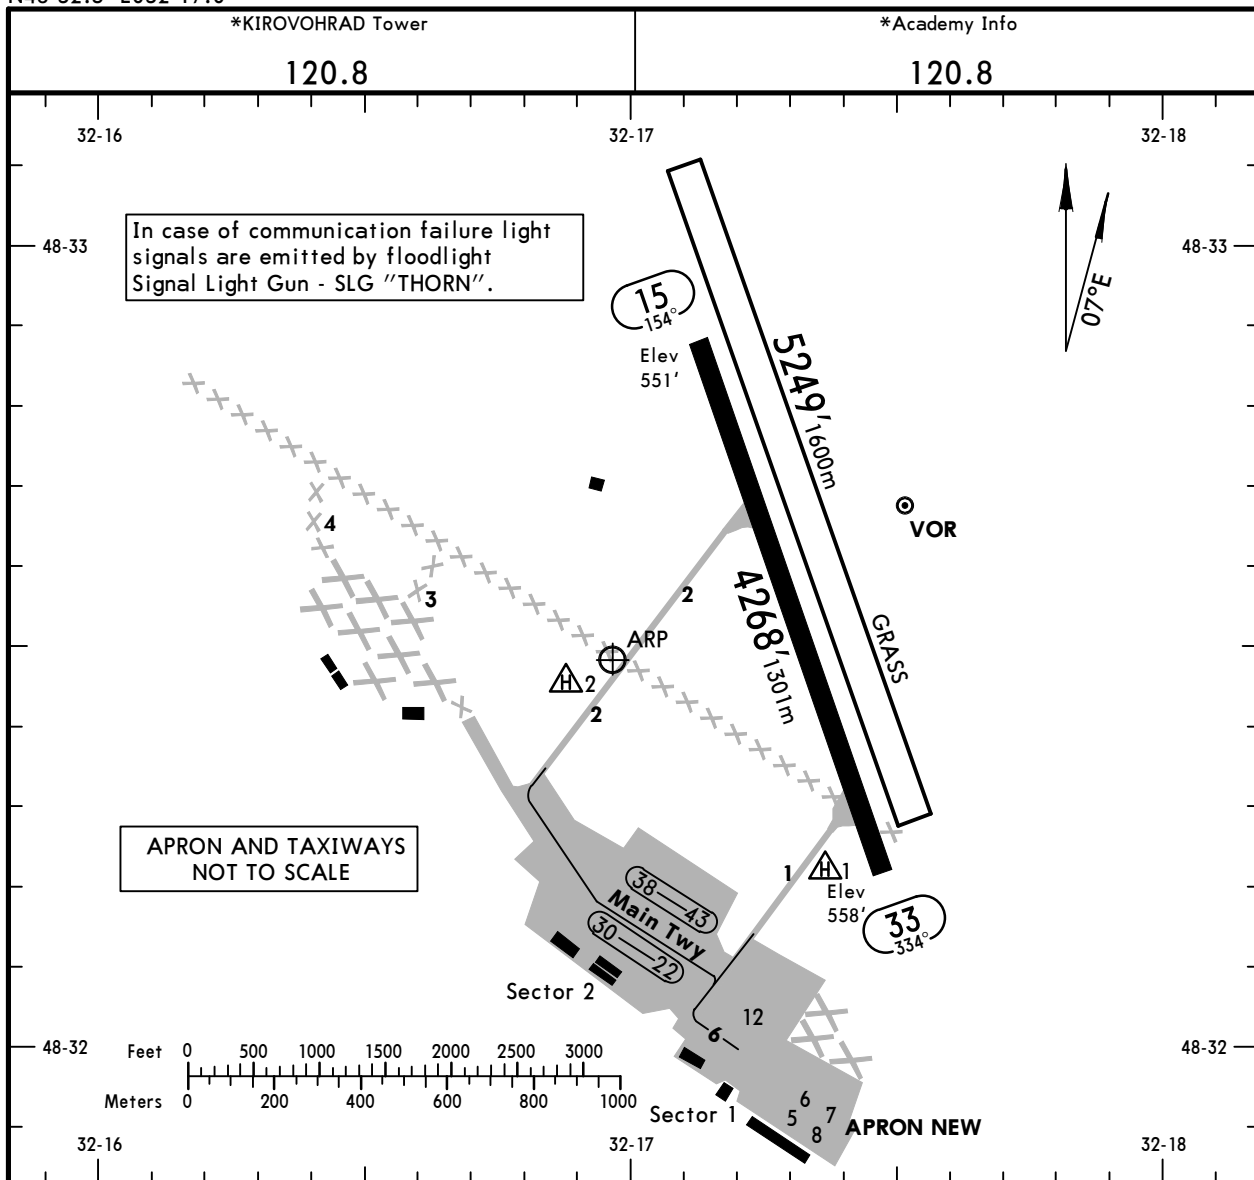 *KIROVOHRAD Tower
*Academy Info
120.8
120.8
32-16
32-17
32-18
In case of communication failure light
signals are emitted by floodlight
Signal Light Gun - SLG "THORN".
48-33
48-33
07°E
15
154°
Elev
551'
5249' 1600m
VOR
4
3
2
4268' 1301m
GRASS
ARP
H 2
2
APRON AND TAXIWAYS
NOT TO SCALE
1
H 1
Elev
558'
33
334°
38 43
Main Twy
30 22
Sector 2
12
6
48-32
48-32
Feet 0 500 1000 1500 2000 2500 3000
Meters 0 200 400 600 800 1000
Sector 1
6
5 7
8
APRON NEW
32-16
32-17
32-18